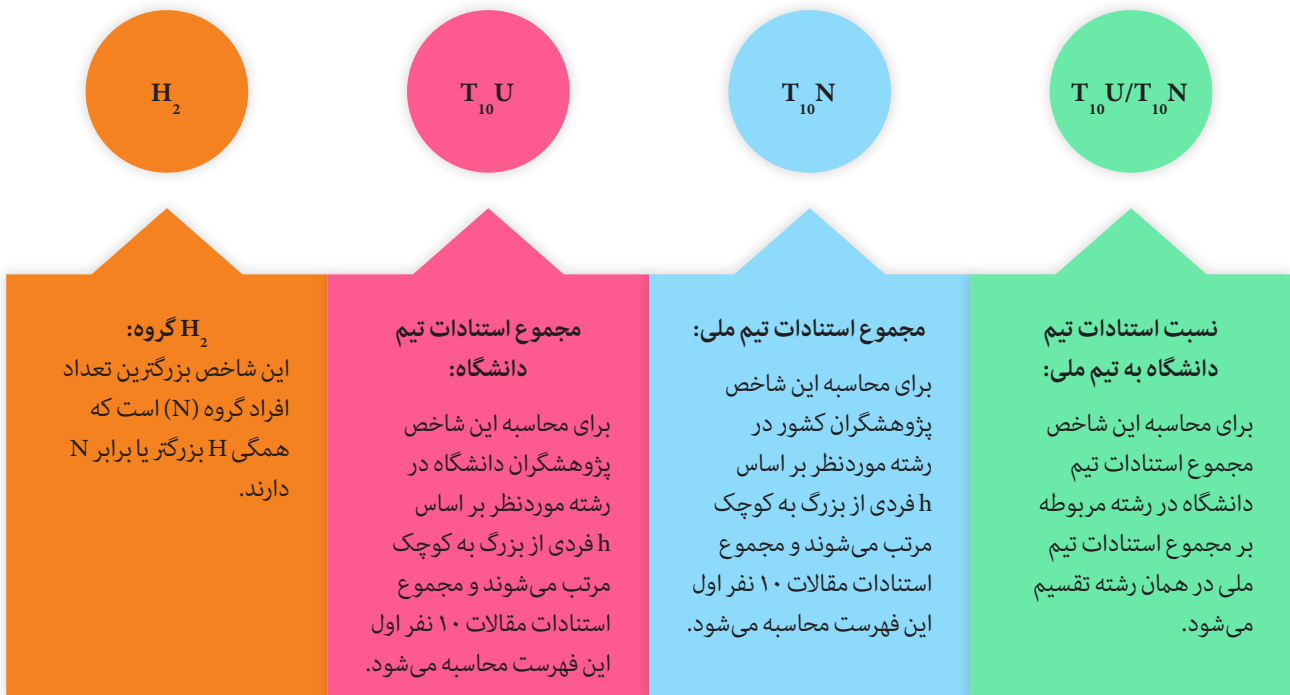 T₁₀U/T₁₀N
نسبت استنادات تیم
دانشگاه به تیم ملی:
برای محاسبه این شاخص
مجموع استنادات تیم
دانشگاه در رشته مربوطه
بر مجموع استنادات تیم
ملی در همان رشته تقسیم
می‌شود.
T₁₀N
مجموع استنادات تیم ملی:
برای محاسبه این شاخص
پژوهشگران کشور در
رشته موردنظر بر اساس
h فردی از بزرگ به کوچک
مرتب می‌شوند و مجموع
استنادات مقالات ۱۰ نفر اول
این فهرست محاسبه می‌شود.
T₁₀U
مجموع استنادات تیم
دانشگاه:
برای محاسبه این شاخص
پژوهشگران دانشگاه در
رشته موردنظر بر اساس
h فردی از بزرگ به کوچک
مرتب می‌شوند و مجموع
استنادات مقالات ۱۰ نفر اول
این فهرست محاسبه می‌شود.
H₂
H₂ گروه:
این شاخص بزرگترین تعداد
افراد گروه (N) است که
همگی H بزرگتر یا برابر N
دارند.